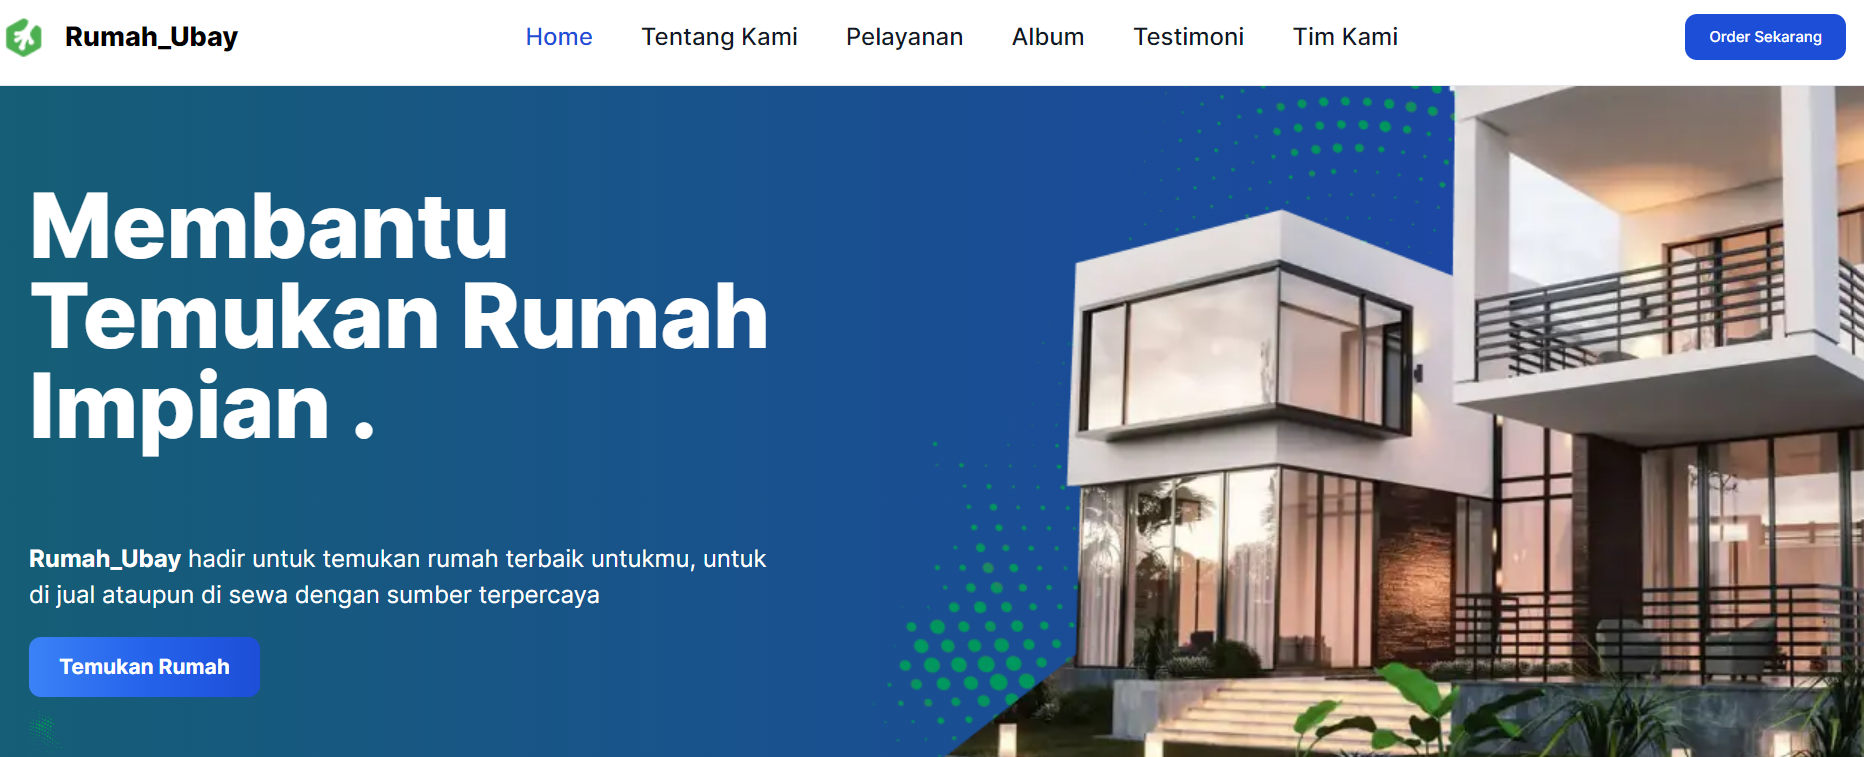 Rumah_Ubay
Home
Tentang Kami
Pelayanan
Album
Testimoni
Tim Kami
Order Sekarang
Membantu
Temukan Rumah
Impian .
Rumah_Ubay hadir untuk temukan rumah terbaik untukmu, untuk
di jual ataupun di sewa dengan sumber terpercaya
Temukan Rumah